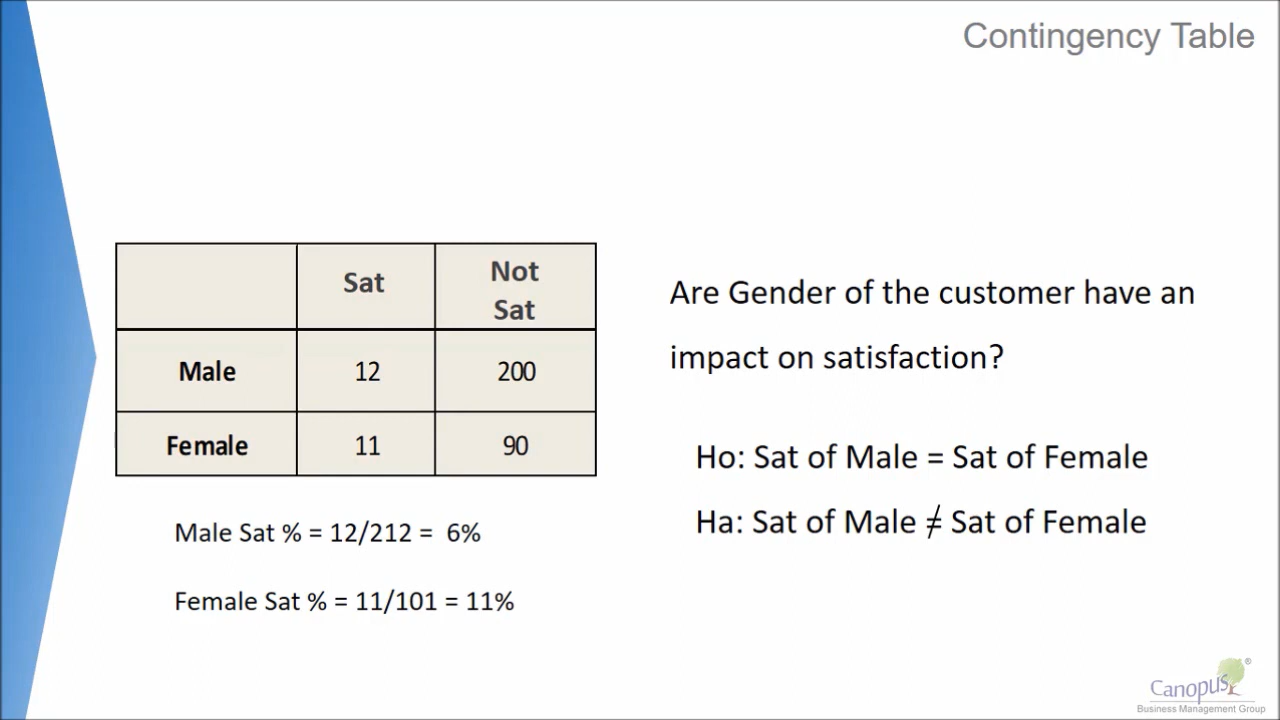 Contingency Table
Sat
Not
Sat
Male
12
200
Female
11
90
Male Sat % = 12/212 = 6%
Female Sat % = 11/101 = 11%
Are Gender of the customer have an
impact on satisfaction?
Ho: Sat of Male = Sat of Female
Ha: Sat of Male ≠ Sat of Female
Canopus®
Business Management Group